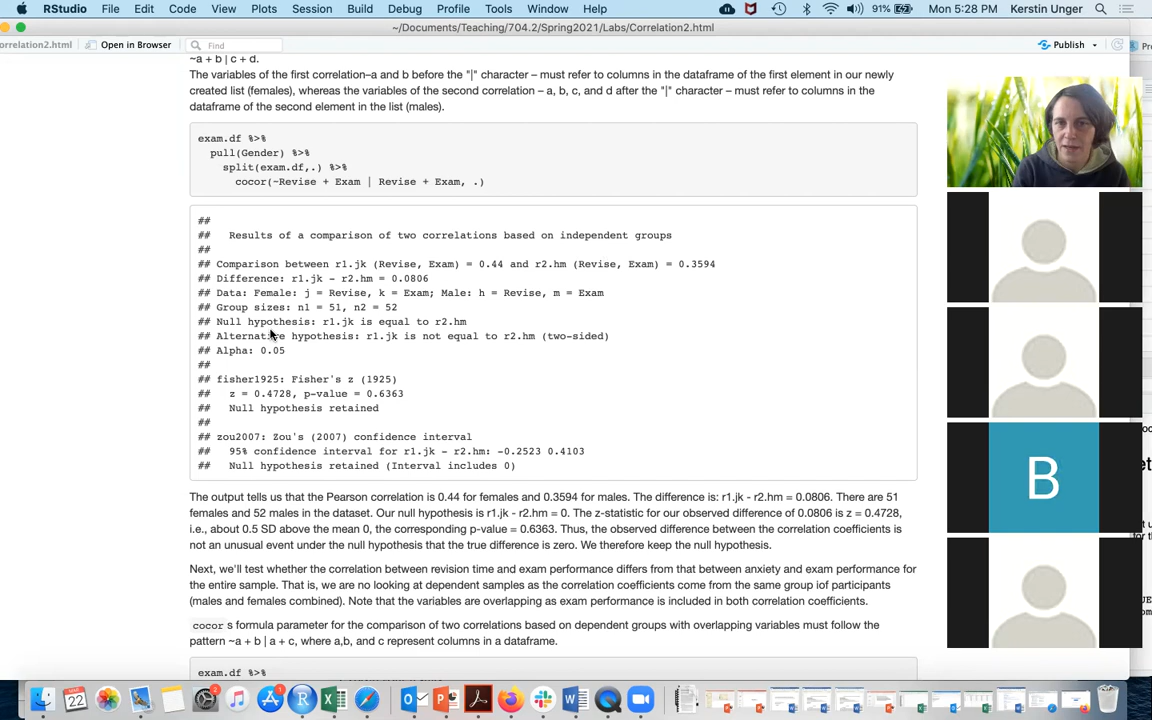 RStudio File Edit Code View Plots Session Build Debug Profile Tools Window Help 91% Mon 5:28 PM Kerstin Unger
~/Documents/Teaching/704.2/Spring2021/Labs/Correlation2.html
orrelation2.html Open in Browser Find Publish
~a + b | c + d.
The variables of the first correlation–a and b before the "|" character – must refer to columns in the dataframe of the first element in our newly
created list (females), whereas the variables of the second correlation – a, b, c, and d after the "|" character – must refer to columns in the
dataframe of the second element in the list (males).
exam.df %>%
pull(Gender) %>%
split(exam.df,.) %>%
cocor(~Revise + Exam | Revise + Exam, .)
##
## Results of a comparison of two correlations based on independent groups
##
## Comparison between r1.jk (Revise, Exam) = 0.44 and r2.hm (Revise, Exam) = 0.3594
## Difference: r1.jk - r2.hm = 0.0806
## Data: Female: j = Revise, k = Exam; Male: h = Revise, m = Exam
## Group sizes: n1 = 51, n2 = 52
## Null hypothesis: r1.jk is equal to r2.hm
## Alternative hypothesis: r1.jk is not equal to r2.hm (two-sided)
## Alpha: 0.05
##
## fisher1925: Fisher's z (1925)
## z = 0.4728, p-value = 0.6363
## Null hypothesis retained
##
## zou2007: Zou's (2007) confidence interval
## 95% confidence interval for r1.jk - r2.hm: -0.2523 0.4103
## Null hypothesis retained (Interval includes 0)
The output tells us that the Pearson correlation is 0.44 for females and 0.3594 for males. The difference is: r1.jk - r2.hm = 0.0806. There are 51
females and 52 males in the dataset. Our null hypothesis is r1.jk - r2.hm = 0. The z-statistic for our observed difference of 0.0806 is z = 0.4728,
i.e., about 0.5 SD above the mean 0, the corresponding p-value = 0.6363. Thus, the observed difference between the correlation coefficients is
not an unusual event under the null hypothesis that the true difference is zero. We therefore keep the null hypothesis.
Next, we'll test whether the correlation between revision time and exam performance differs from that between anxiety and exam performance for
the entire sample. That is, we are no looking at dependent samples as the correlation coefficients come from the same group iof participants
(males and females combined). Note that the variables are overlapping as exam performance is included in both correlation coefficients.
cocor s formula parameter for the comparison of two correlations based on dependent groups with overlapping variables must follow the
pattern ~a + b | a + c, where a,b, and c represent columns in a dataframe.
exam.df %>%
B